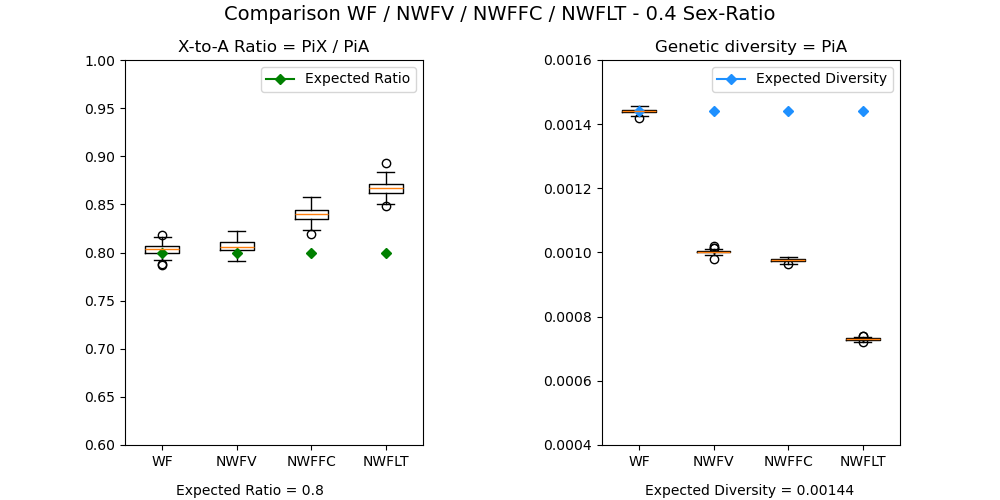 Comparison WF / NWFV / NWFFC / NWFLT - 0.4 Sex-Ratio
X-to-A Ratio = PiX / PiA
Expected Ratio
1.00
0.95
0.90
0.85
0.80
0.75
0.70
0.65
0.60
WF NWFV NWFFC NWFLT
Expected Ratio = 0.8
Genetic diversity = PiA
Expected Diversity
0.0016
0.0014
0.0012
0.0010
0.0008
0.0006
0.0004
WF NWFV NWFFC NWFLT
Expected Diversity = 0.00144